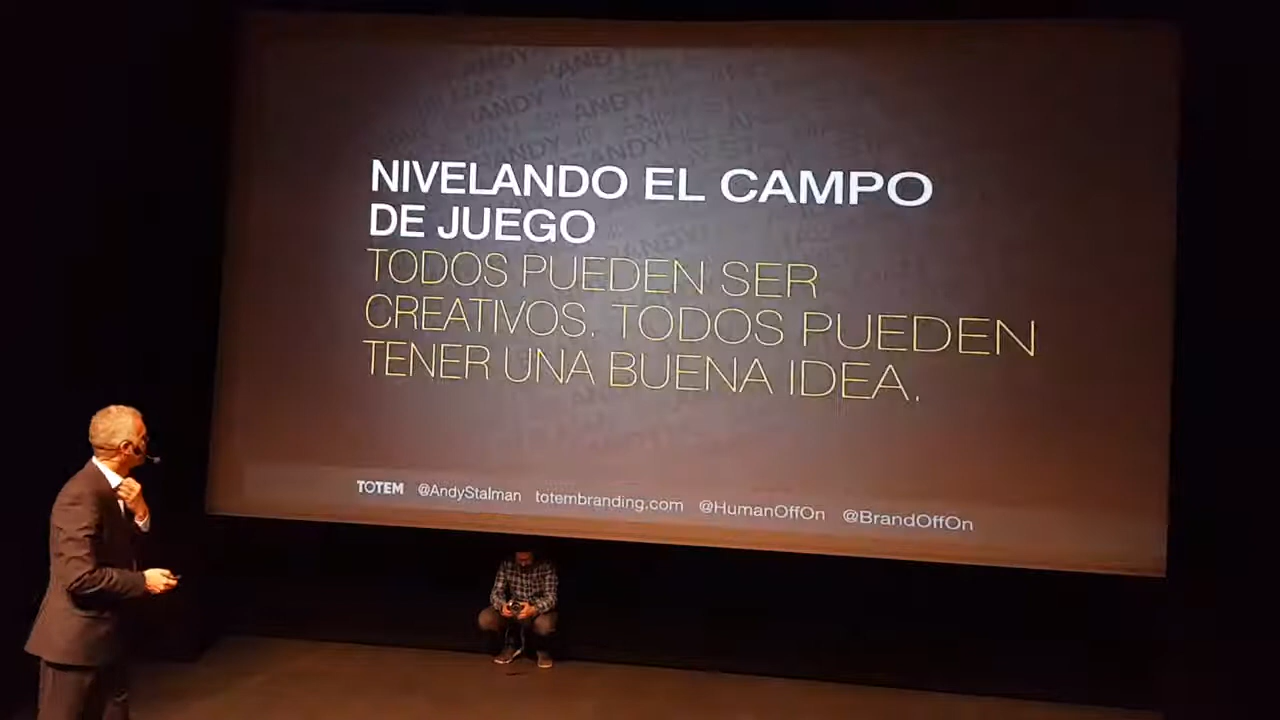 NIVELANDO EL CAMPO
DE JUEGO
TODOS PUEDEN SER
CREATIVOS. TODOS PUEDEN
TENER UNA BUENA IDEA.
TOTEM @AndyStalman totembranding.com @HumanOffOn @BrandOffOn